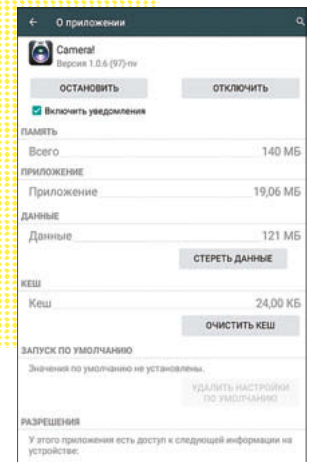 О приложении
Camera!
Версия 1.0.6 (97)-nv
ОСТАНОВИТЬ ОТКЛЮЧИТЬ
Включить уведомления
ПАМЯТЬ
Всего 140 МБ
ПРИЛОЖЕНИЕ
Приложение 19,06 МБ
ДАННЫЕ
Данные 121 МБ
СТЕРЕТЬ ДАННЫЕ
КЕШ
Кеш 24,00 КБ
ОЧИСТИТЬ КЕШ
ЗАПУСК ПО УМОЛЧАНИЮ
Значения по умолчанию не установлены.
УДАЛИТЬ НАСТРОЙКИ
ПО УМОЛЧАНИЮ
РАЗРЕШЕНИЯ
У этого приложения есть доступ к следующей информации на
устройстве: